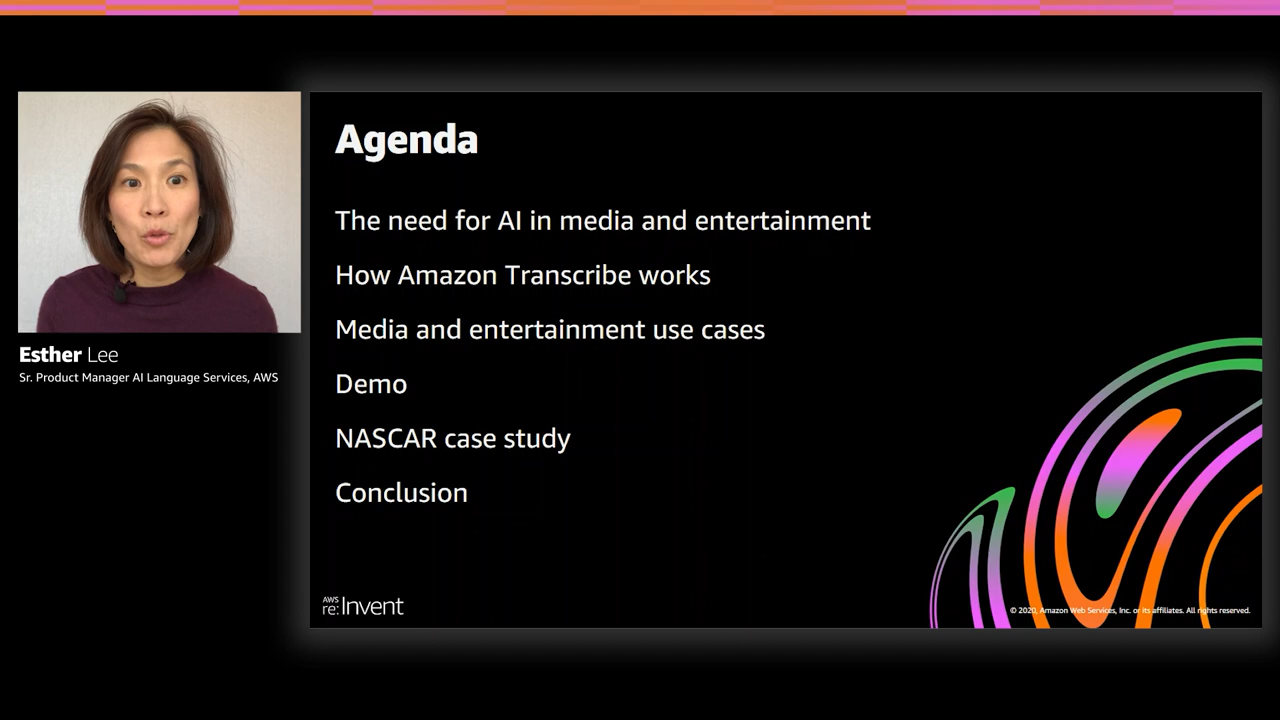 Agenda
The need for AI in media and entertainment
How Amazon Transcribe works
Media and entertainment use cases
Demo
NASCAR case study
Conclusion
Esther Lee
Sr. Product Manager AI Language Services, AWS
AWS
re:Invent
© 2020, Amazon Web Services, Inc. or its affiliates. All rights reserved.